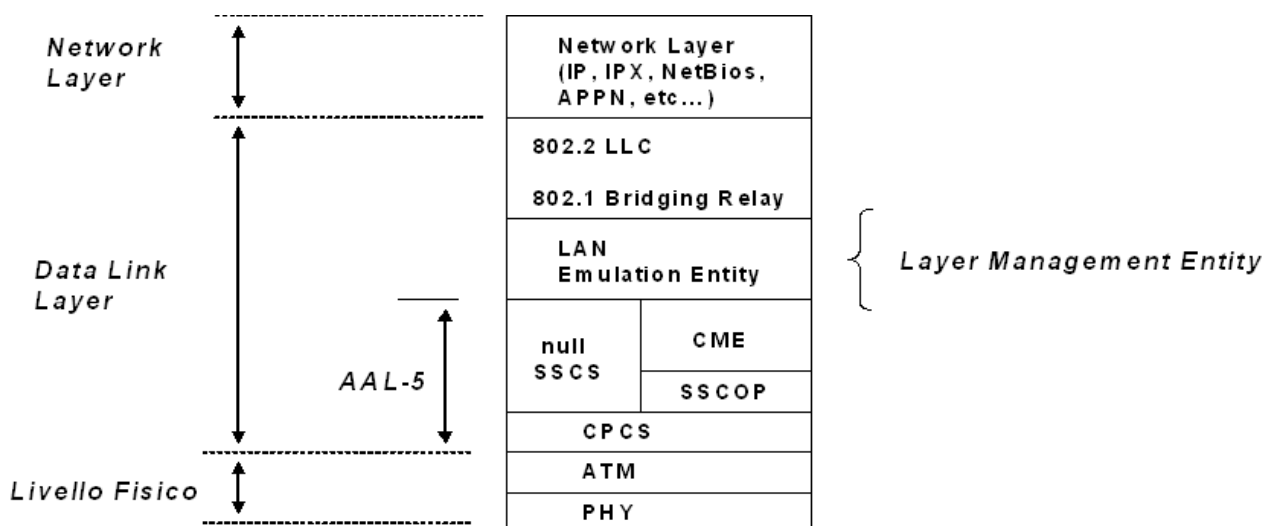 Network
Layer
Network Layer
(IP, IPX, NetBios,
APPN, etc...)
802.2 LLC
802.1 Bridging Relay
Data Link
Layer
LAN
Emulation Entity
Layer Management Entity
AAL-5
null
SSCS
CME
SSCOP
CPCS
Livello Fisico
ATM
PHY